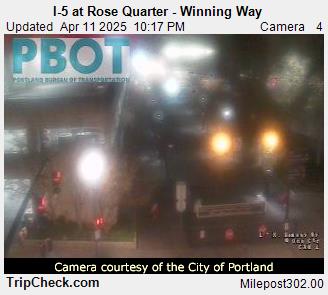 I-5 at Rose Quarter - Winning Way
Updated Apr 11 2025 10:17 PM Camera 4
PBOT
PORTLAND BUREAU OF TRANSPORTATION
Camera courtesy of the City of Portland
TripCheck.com Milepost302.00